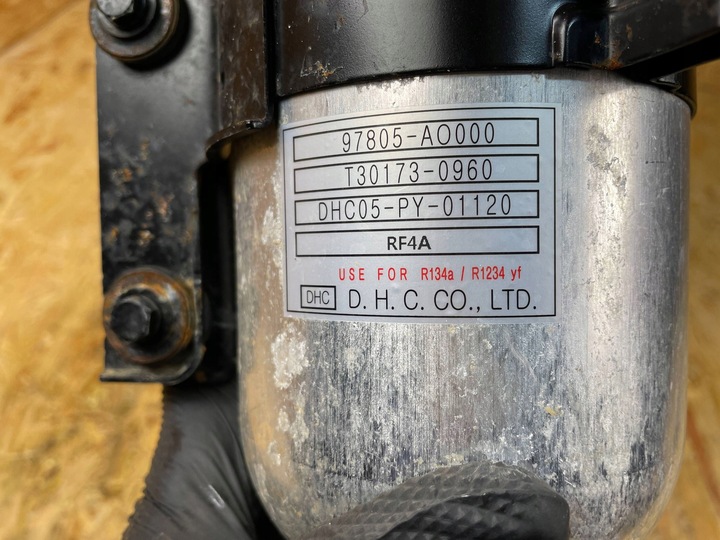 97805-AO000
T30173-0960
DHC05-PY-01120
RF4A
USE FOR R134a / R1234 yf
DHC D. H. C. CO., LTD.